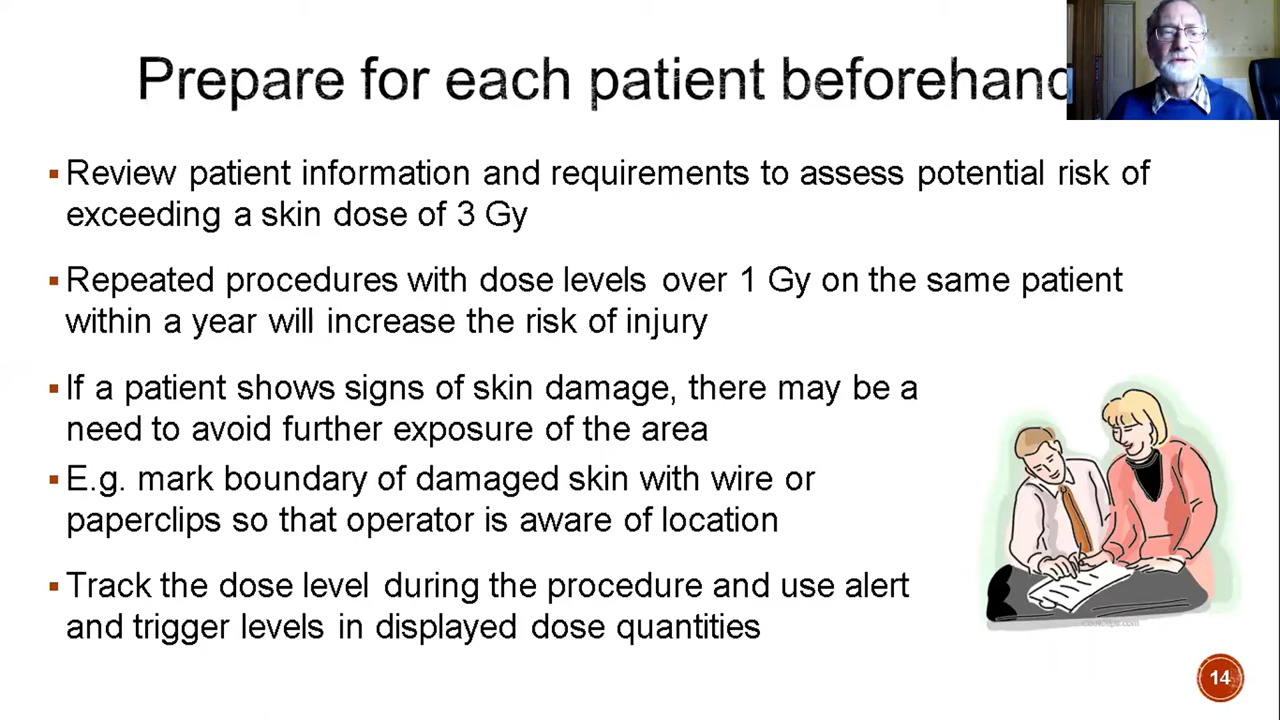 Prepare for each patient beforehand
▪ Review patient information and requirements to assess potential risk of
exceeding a skin dose of 3 Gy
▪ Repeated procedures with dose levels over 1 Gy on the same patient
within a year will increase the risk of injury
▪ If a patient shows signs of skin damage, there may be a
need to avoid further exposure of the area
▪ E.g. mark boundary of damaged skin with wire or
paperclips so that operator is aware of location
▪ Track the dose level during the procedure and use alert
and trigger levels in displayed dose quantities
14